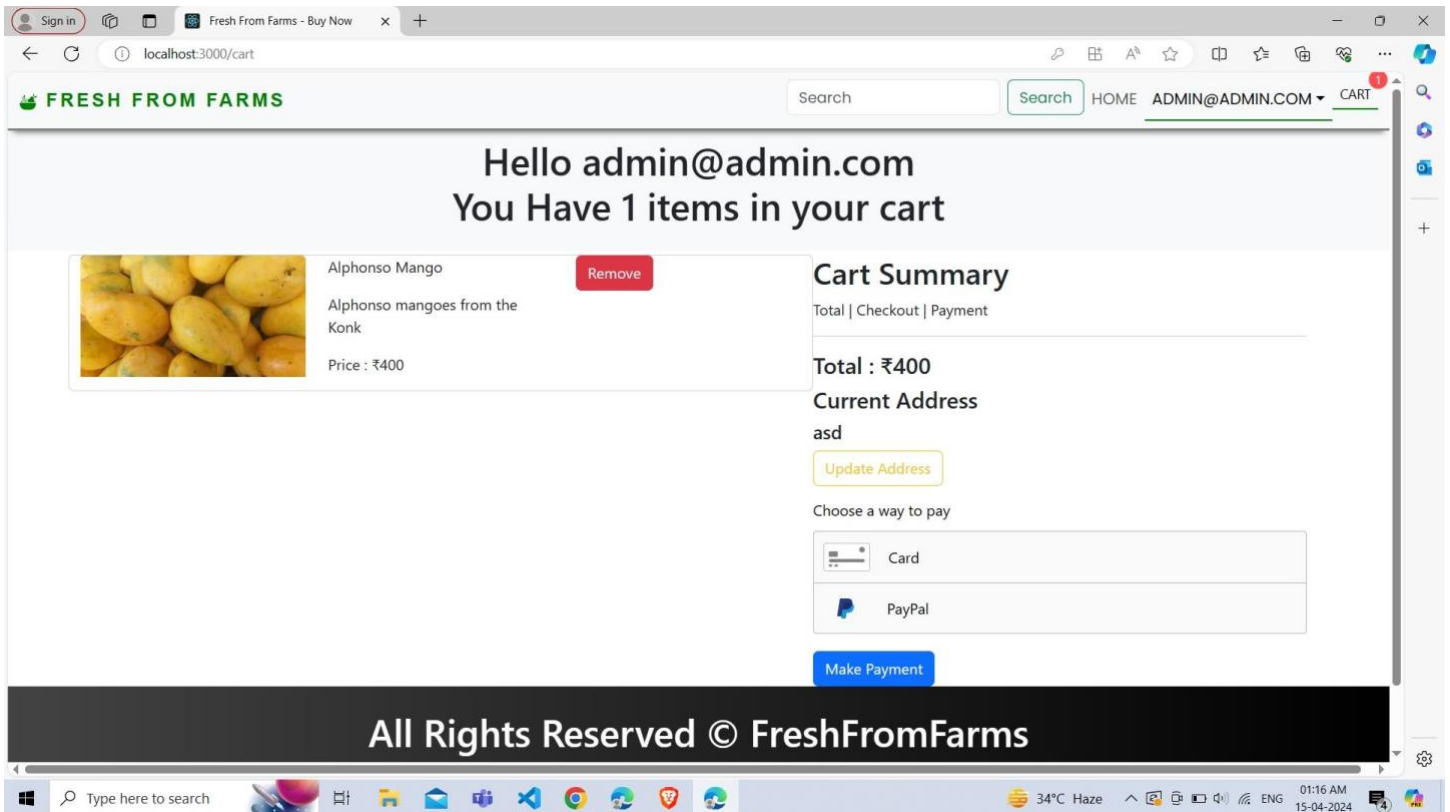 Sign in
Fresh From Farms - Buy Now
localhost:3000/cart
FRESH FROM FARMS
Search
Search
HOME
ADMIN@ADMIN.COM
CART
1
Hello admin@admin.com
You Have 1 items in your cart
Alphonso Mango
Alphonso mangoes from the
Konk
Price : ₹400
Remove
Cart Summary
Total | Checkout | Payment
Total : ₹400
Current Address
asd
Update Address
Choose a way to pay
Card
PayPal
Make Payment
All Rights Reserved © FreshFromFarms
Type here to search
34°C Haze
ENG
01:16 AM
15-04-2024
4